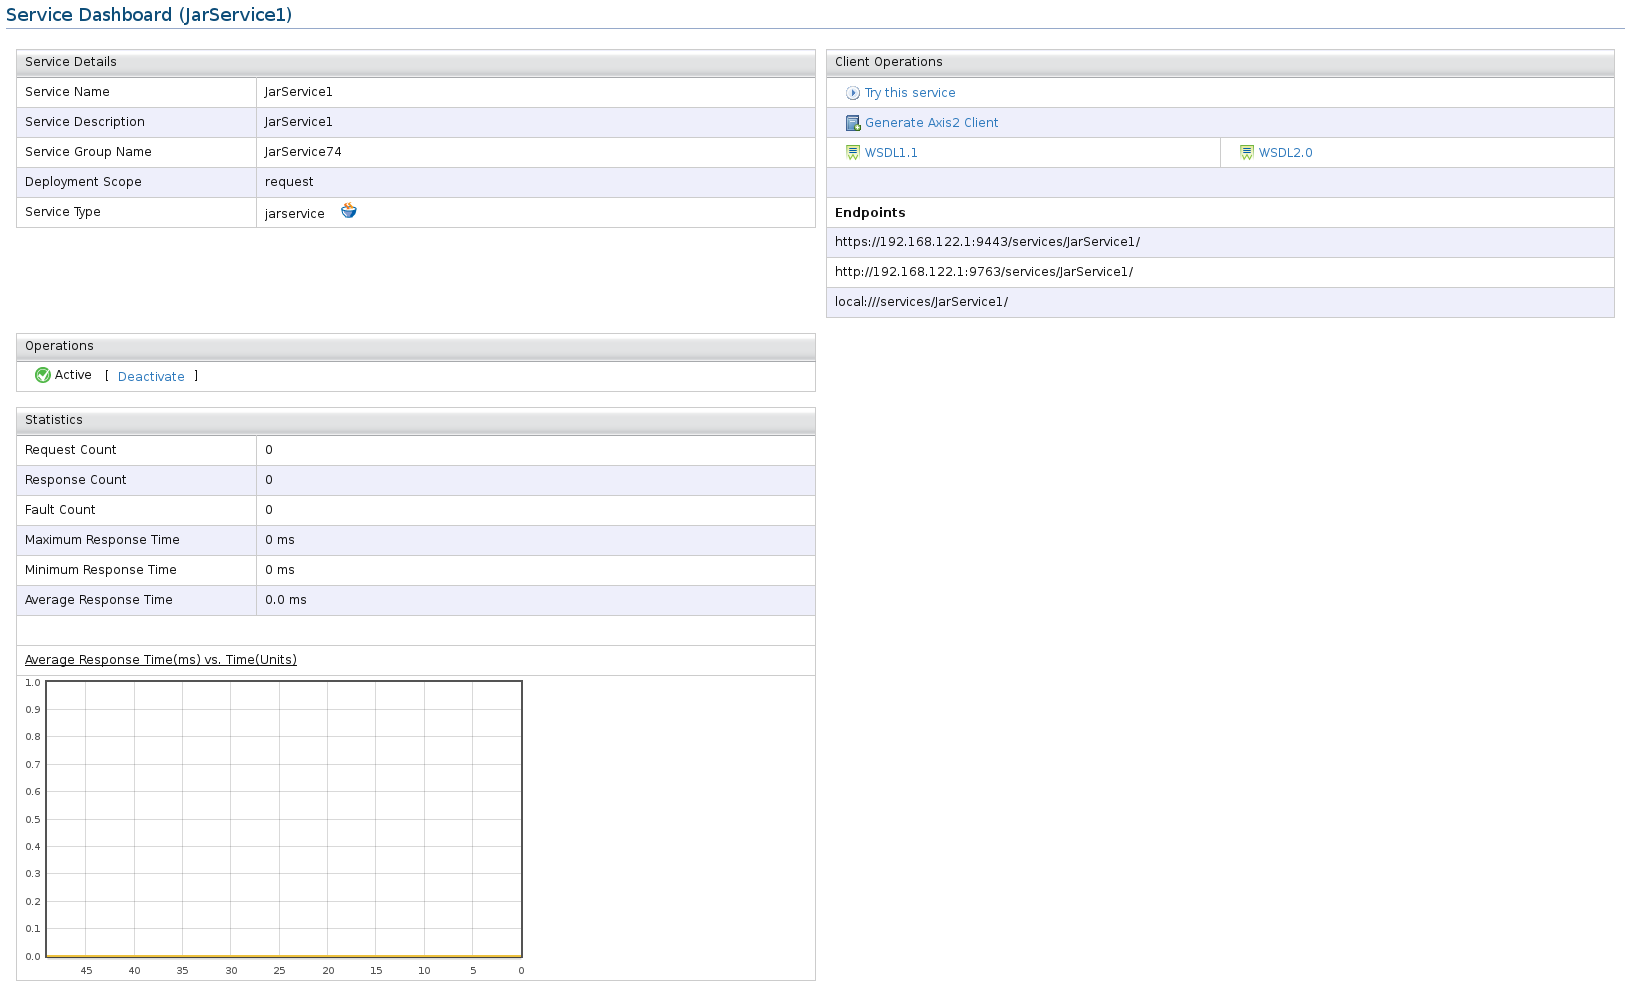 Service Dashboard (JarService1)
Service Details
Service Name JarService1
Service Description JarService1
Service Group Name JarService74
Deployment Scope request
Service Type jarservice
Client Operations
Try this service
Generate Axis2 Client
WSDL1.1 WSDL2.0
Endpoints
https://192.168.122.1:9443/services/JarService1/
http://192.168.122.1:9763/services/JarService1/
local:///services/JarService1/
Operations
Active [ Deactivate ]
Statistics
Request Count 0
Response Count 0
Fault Count 0
Maximum Response Time 0 ms
Minimum Response Time 0 ms
Average Response Time 0.0 ms
Average Response Time(ms) vs. Time(Units)
1.0
0.9
0.8
0.7
0.6
0.5
0.4
0.3
0.2
0.1
0.0
45 40 35 30 25 20 15 10 5 0